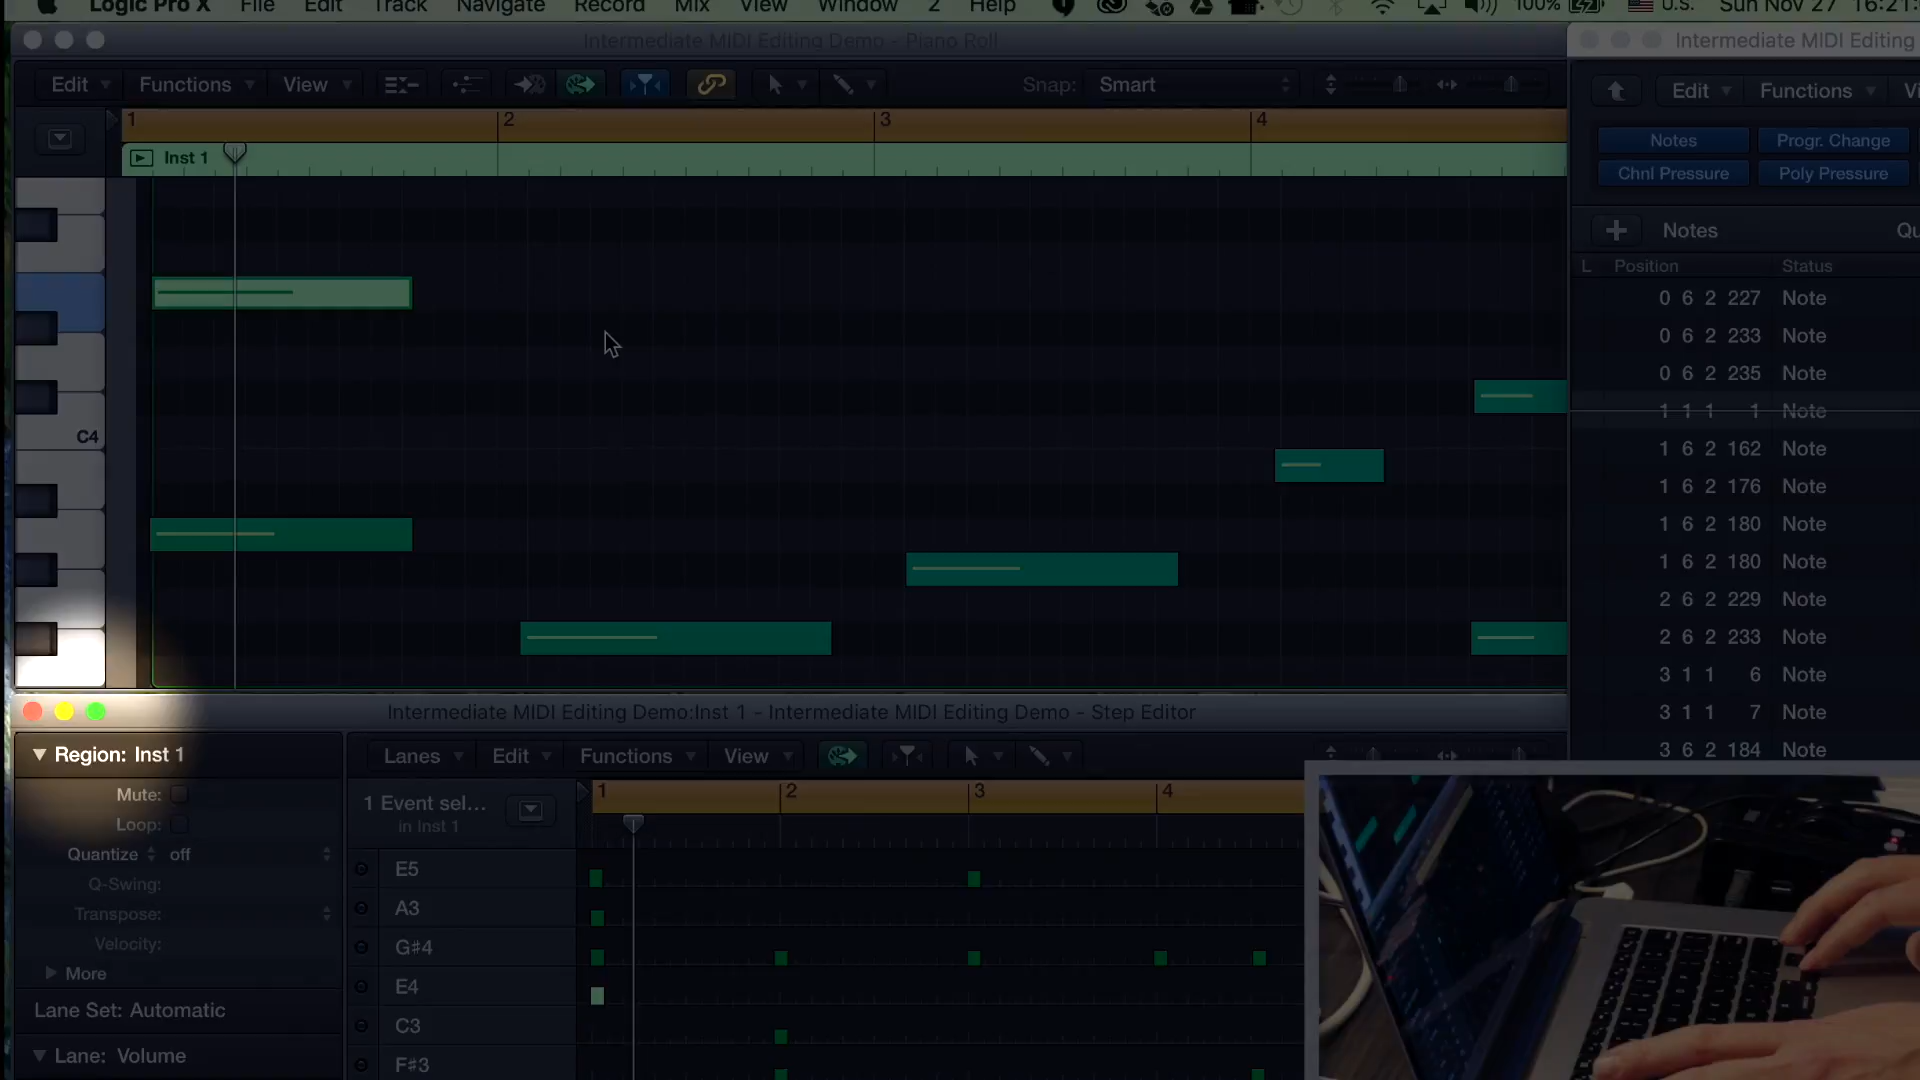 Logic Pro X File Edit Track Navigate Record Mix View Window 2 Help 100% U.S. Sun Nov 27 16:21
Intermediate MIDI Editing Demo - Piano Roll
Intermediate MIDI Editing
Edit Functions View Snap: Smart
Edit Functions
1 2 3 4
Inst 1
Notes Progr. Change
Chnl Pressure Poly Pressure
Notes
L Position Status
0 6 2 227 Note
0 6 2 233 Note
0 6 2 235 Note
1 1 1 1 Note
C4
1 6 2 162 Note
1 6 2 176 Note
1 6 2 180 Note
1 6 2 180 Note
2 6 2 229 Note
2 6 2 233 Note
3 1 1 6 Note
3 1 1 7 Note
3 6 2 184 Note
Intermediate MIDI Editing Demo:Inst 1 - Intermediate MIDI Editing Demo - Step Editor
Region: Inst 1
Mute:
Loop:
Quantize off
Q-Swing:
Transpose:
Velocity:
More
Lane Set: Automatic
Lane: Volume
Lanes Edit Functions View
1 Event sel...
in Inst 1
1 2 3 4
E5
A3
G♯4
E4
C3
F♯3